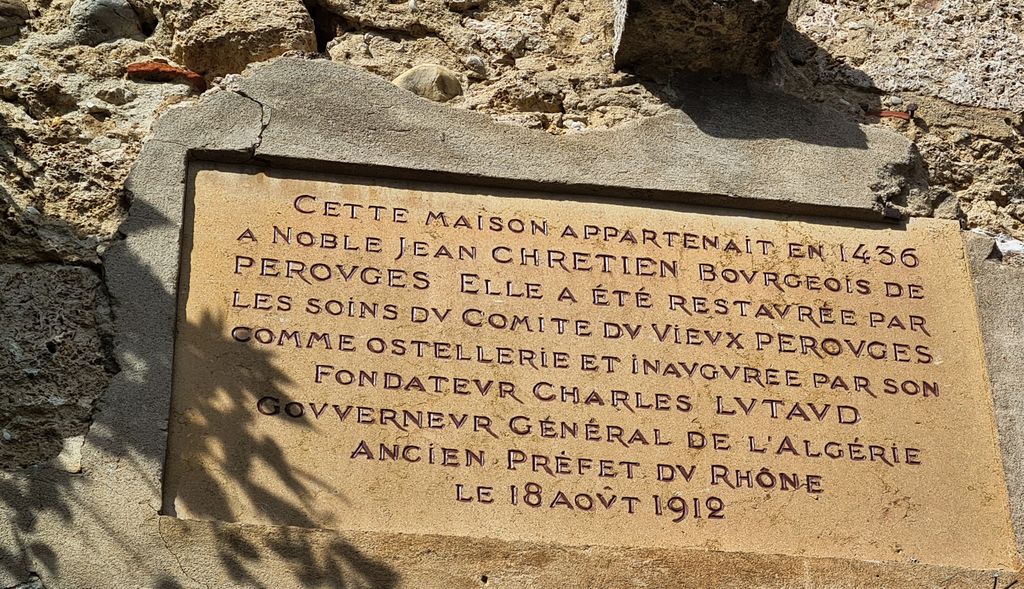 CETTE MAISON APPARTENAIT EN 1436
A NOBLE JEAN CHRETIEN BOVRGEOIS DE
PEROVGES ELLE A ÉTÉ RESTAVRÉE PAR
LES SOINS DV COMITE DV VIEVX PEROVGES
COMME OSTELLERIE ET INAVGVREE PAR SON
FONDATEVR CHARLES LVTAVD
GOVVERNEVR GÉNÉRAL DE L'ALGÉRIE
ANCIEN PRÉFET DV RHÔNE
LE 18 AOVT 1912